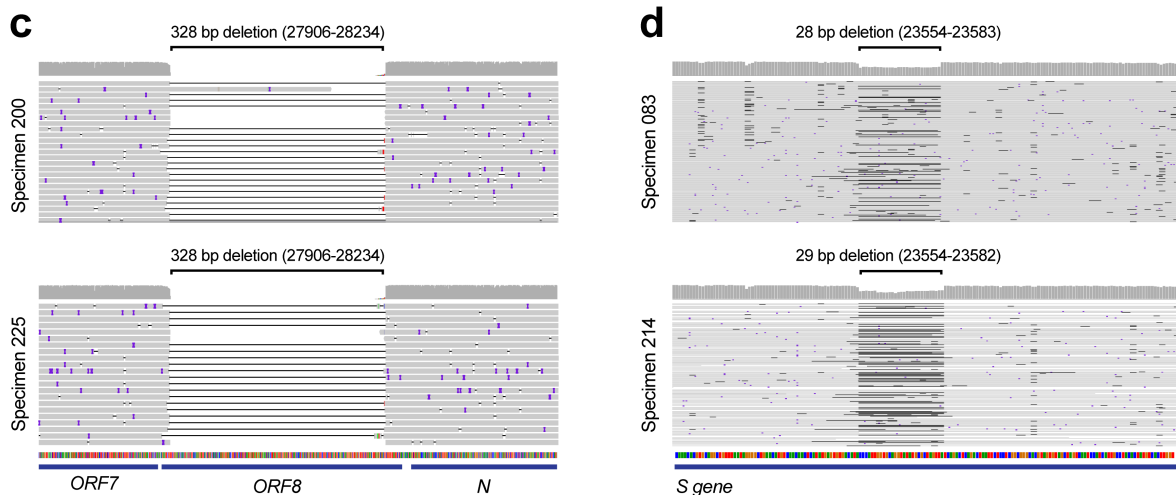 c
328 bp deletion (27906-28234)
Specimen 200
328 bp deletion (27906-28234)
Specimen 225
ORF7 ORF8 N
d
28 bp deletion (23554-23583)
Specimen 083
29 bp deletion (23554-23582)
Specimen 214
S gene